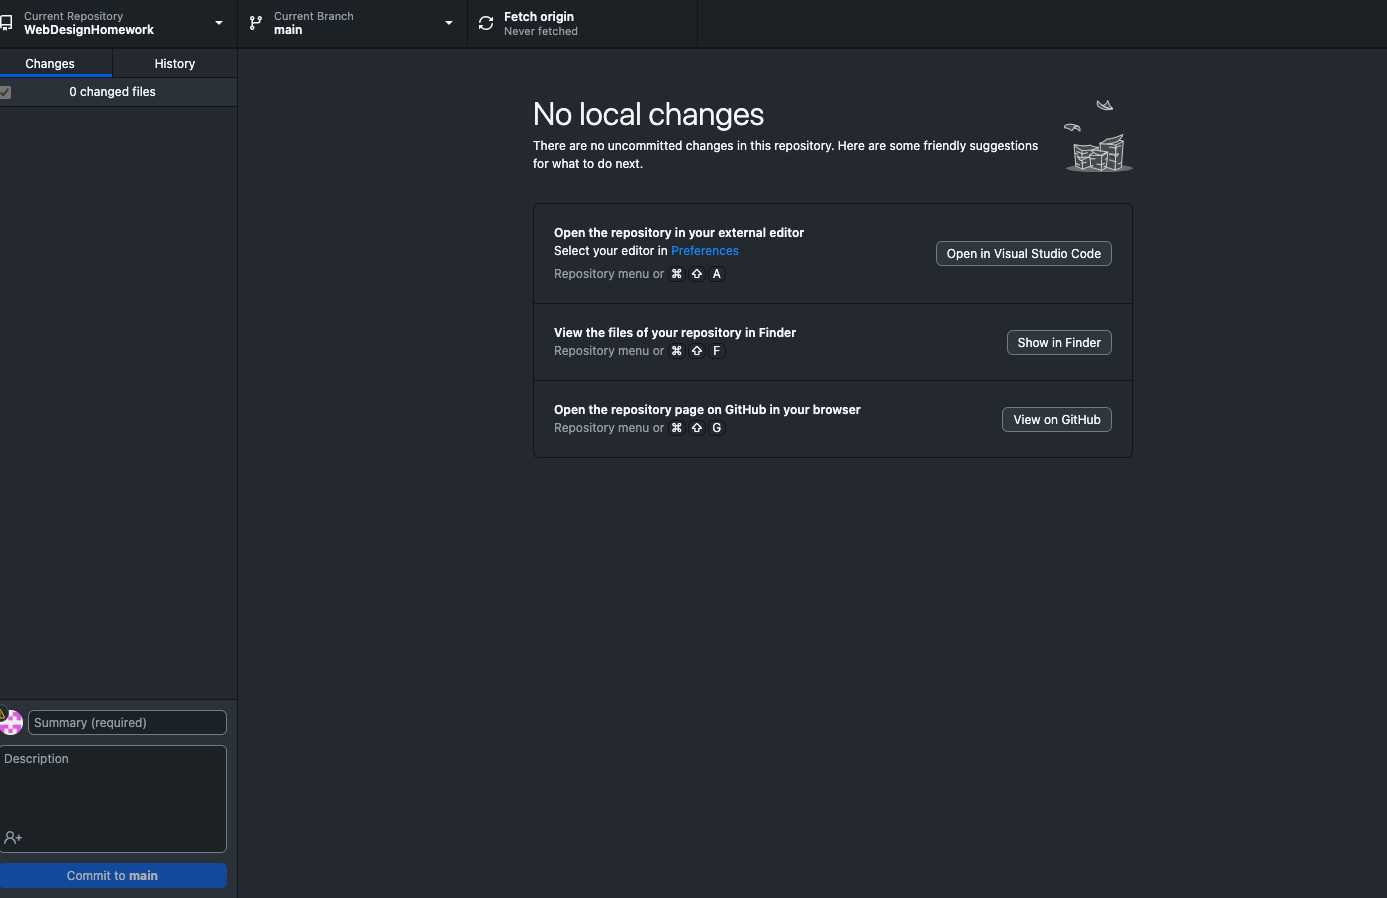 Current Repository
WebDesignHomework
Current Branch
main
Fetch origin
Never fetched
Changes
History
0 changed files
No local changes
There are no uncommitted changes in this repository. Here are some friendly suggestions
for what to do next.
Open the repository in your external editor
Select your editor in Preferences
Repository menu or ⌘ ⇧ A
Open in Visual Studio Code
View the files of your repository in Finder
Repository menu or ⌘ ⇧ F
Show in Finder
Open the repository page on GitHub in your browser
Repository menu or ⌘ ⇧ G
View on GitHub
Summary (required)
Description
Commit to main